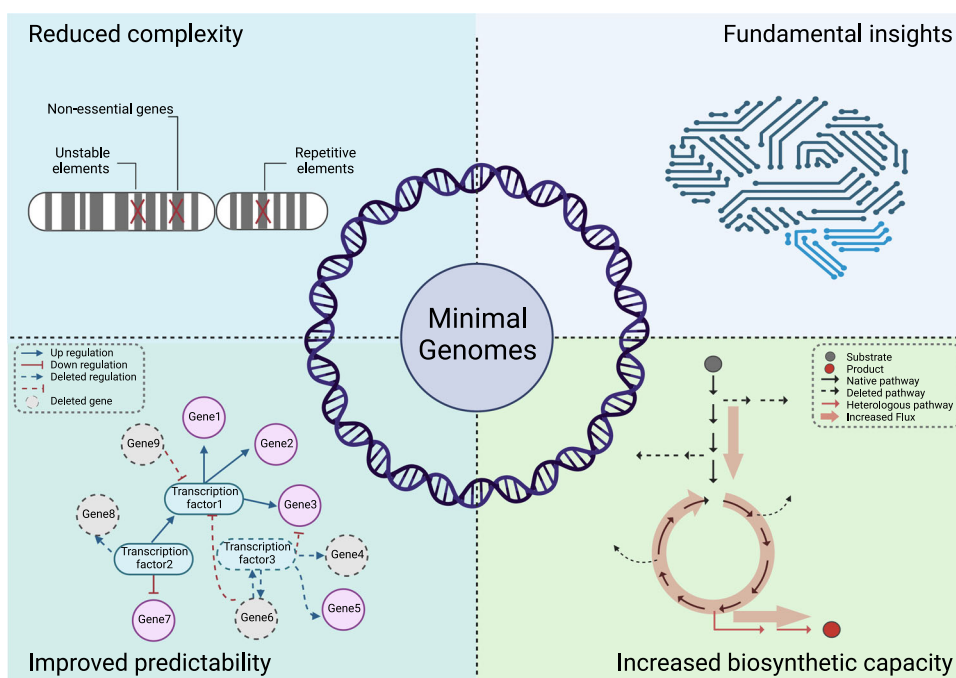 Reduced complexity
Non-essential genes
Unstable
elements
Repetitive
elements
Fundamental insights
Minimal
Genomes
Up regulation
Down regulation
Deleted regulation
Deleted gene
Gene1
Gene2
Gene9
Transcription
factor1
Gene3
Gene8
Transcription
factor2
Transcription
factor3
Gene4
Gene6
Gene5
Gene7
Improved predictability
Substrate
Product
Native pathway
Deleted pathway
Heterologous pathway
Increased Flux
Increased biosynthetic capacity